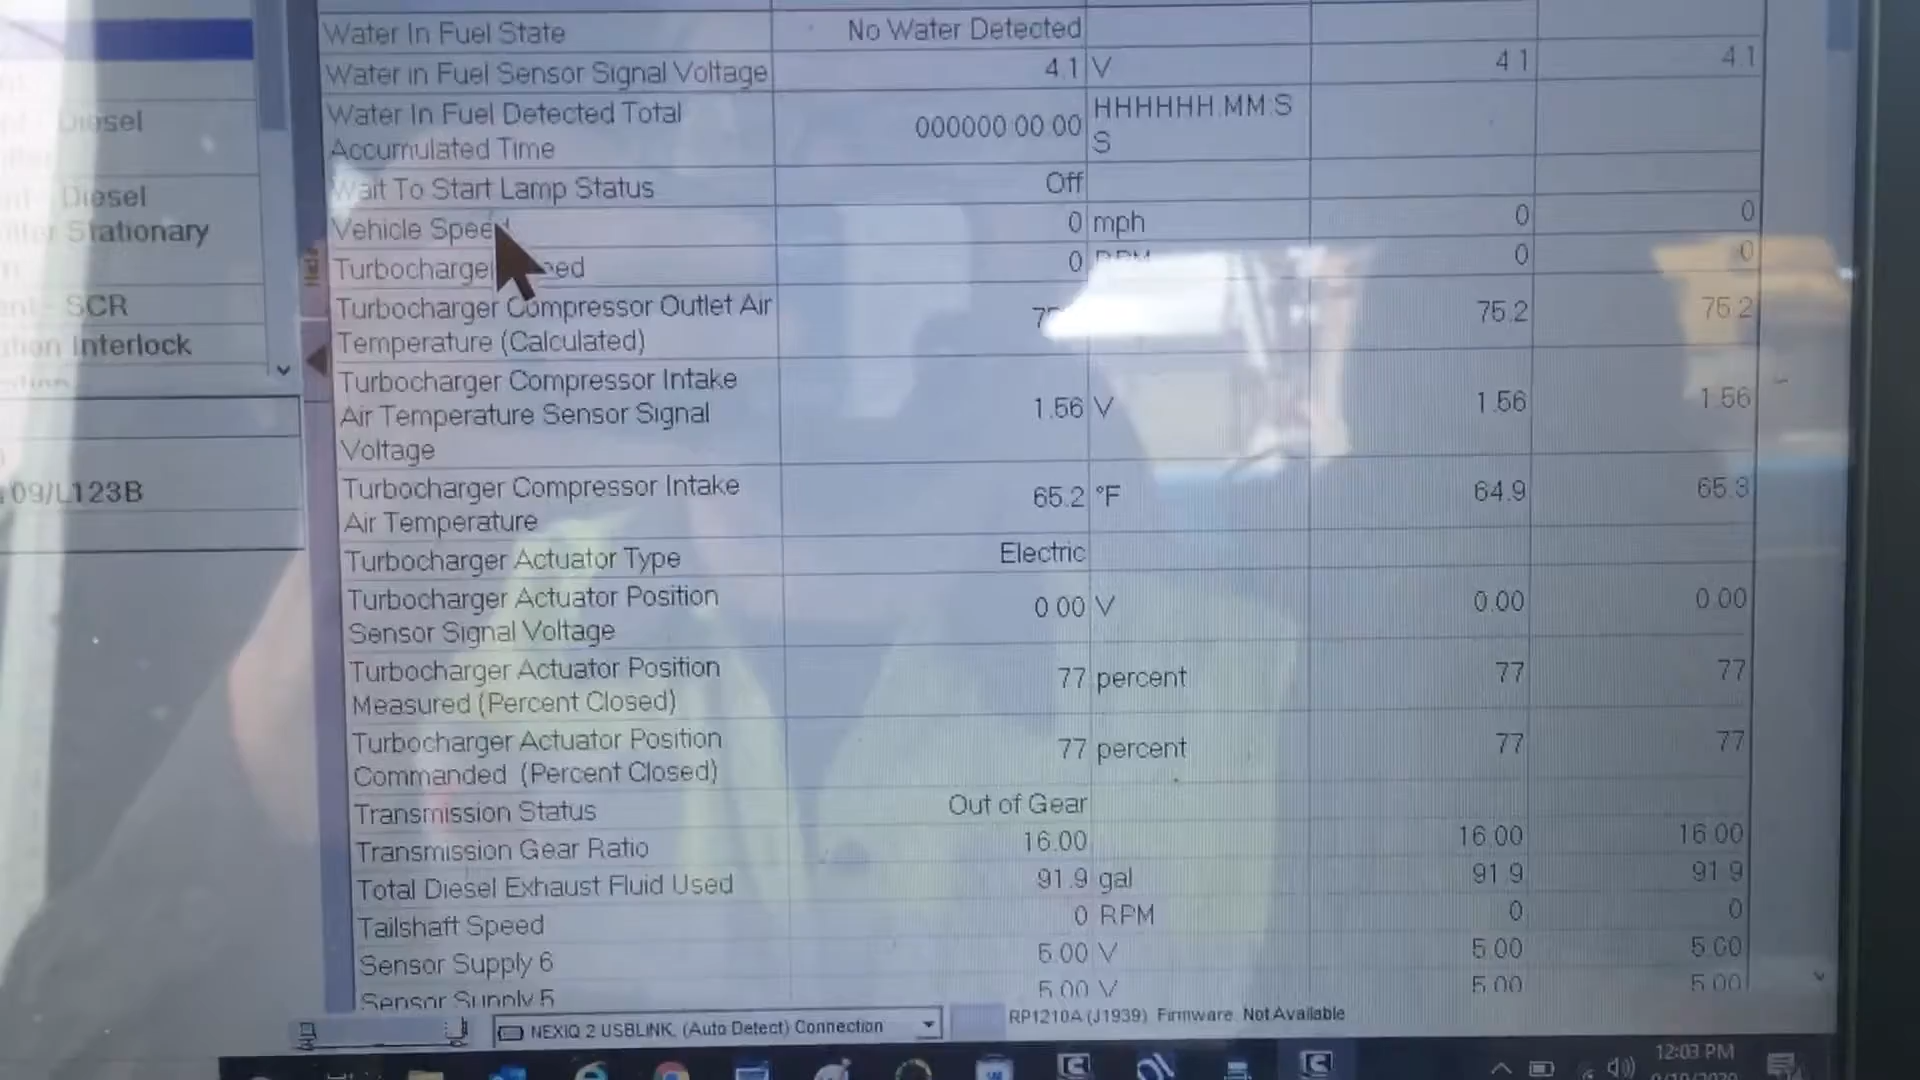 Water In Fuel State No Water Detected
Water in Fuel Sensor Signal Voltage 4.1 V 4.1 4.1
Water In Fuel Detected Total
Accumulated Time 000000 00 00 HHHHHH.MM:S
S
Wait To Start Lamp Status Off
Vehicle 0 mph 0 0
0 RPM 0 0
Turbocharger Compressor Outlet Air
Temperature (Calculated) 75.2 75.2
Turbocharger Compressor Intake
Air Temperature Sensor Signal 1.56 V 1.56 1.56
Voltage
Turbocharger Compressor Intake
Air Temperature 65.2 °F 64.9 65.3
Turbocharger Actuator Type Electric
Turbocharger Actuator Position
Sensor Signal Voltage 0.00 V 0.00 0.00
Turbocharger Actuator Position
Measured (Percent Closed) 77 percent 77 77
Turbocharger Actuator Position
Commanded (Percent Closed) 77 percent 77 77
Transmission Status Out of Gear
Transmission Gear Ratio 16.00 16.00 16.00
Total Diesel Exhaust Fluid Used 91.9 gal 91.9 91.9
Tailshaft Speed 0 RPM 0 0
Sensor Supply 6 5.00 V 5.00 5.00
Sensor Supply 5 5.00 V 5.00 5.00
Diesel
Diesel
Stationary
SCR
Interlock
09/L123B
Hide
NEXIQ 2 USBLINK, (Auto Detect) Connection
RP1210A (J1939) Firmware. Not Available
12:03 PM